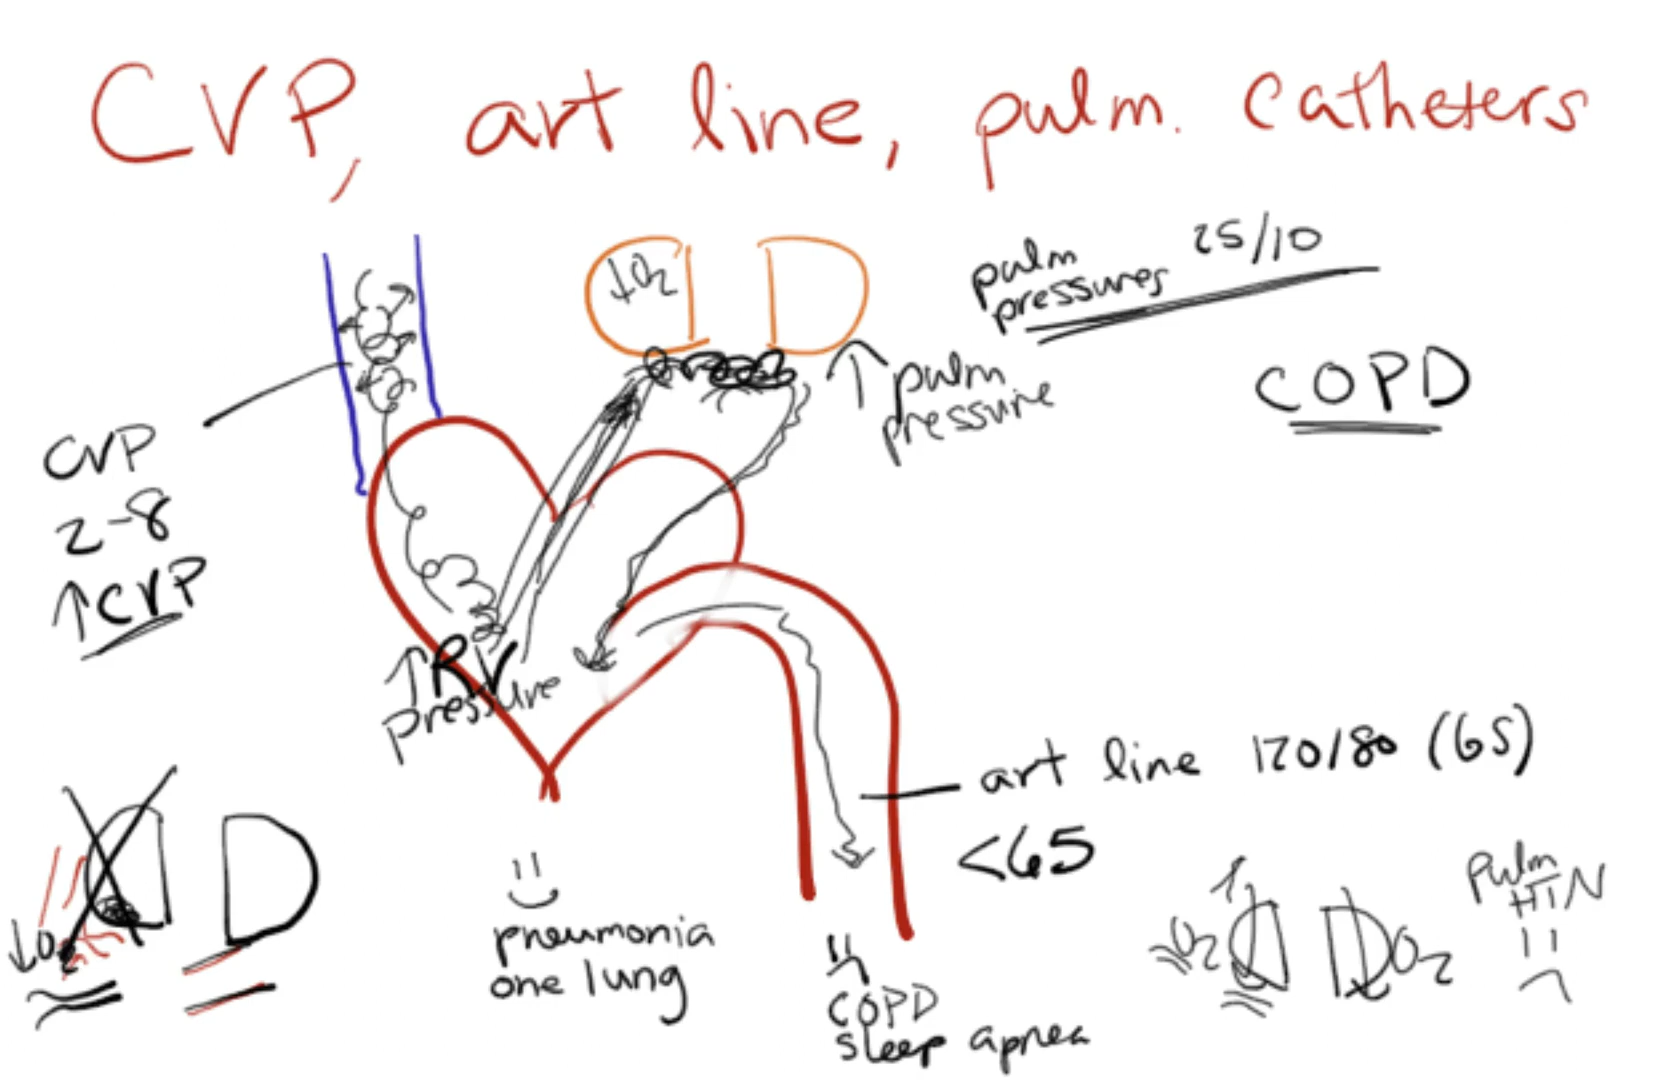 CVP, art line, pulm. catheters
pulm
pressures 25/10
↓O2
COPD
↑ pulm
pressure
CVP
2-8
↑CVP
↑RV
pressure
art line 120/80 (65)
<65
↓O2
pneumonia
one lung
COPD
sleep apnea
↓O2
O2
Pulm
HTN